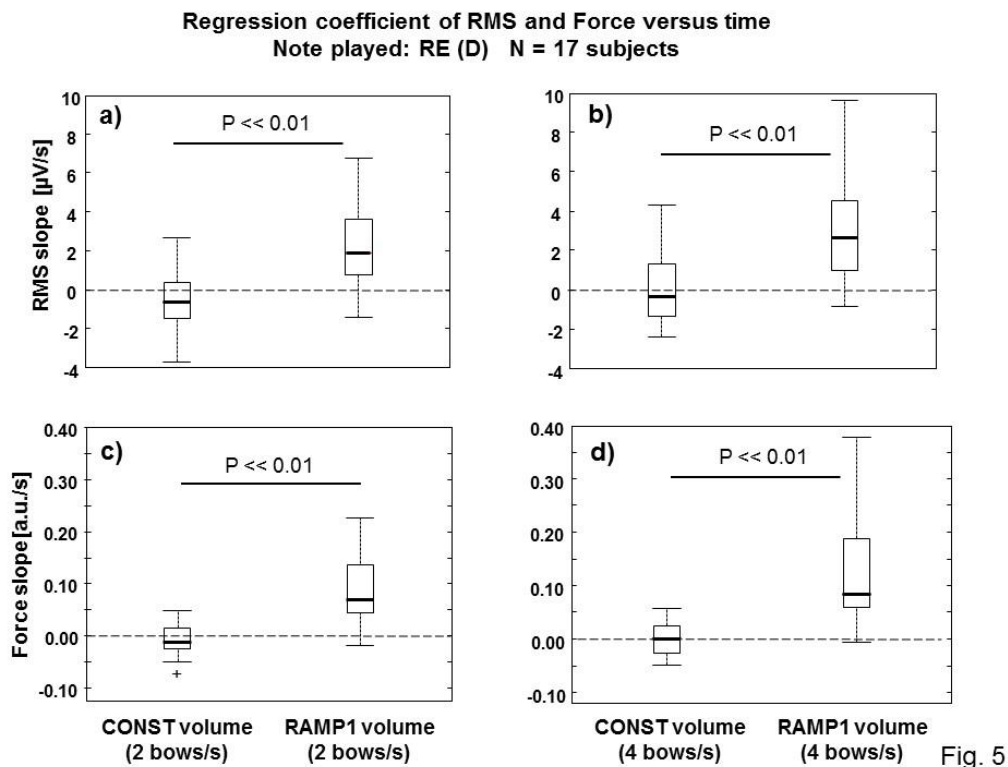 Regression coefficient of RMS and Force versus time
Note played: RE (D) N = 17 subjects
a)
P << 0.01
RMS slope [µV/s]
10
8
6
4
2
0
-2
-4
b)
P << 0.01
10
8
6
4
2
0
-2
-4
c)
P << 0.01
Force slope[a.u./s]
0.40
0.30
0.20
0.10
0.00
-0.10
CONST volume
(2 bows/s)
RAMP1 volume
(2 bows/s)
d)
P << 0.01
0.40
0.30
0.20
0.10
0.00
-0.10
CONST volume
(4 bows/s)
RAMP1 volume
(4 bows/s)
Fig. 5